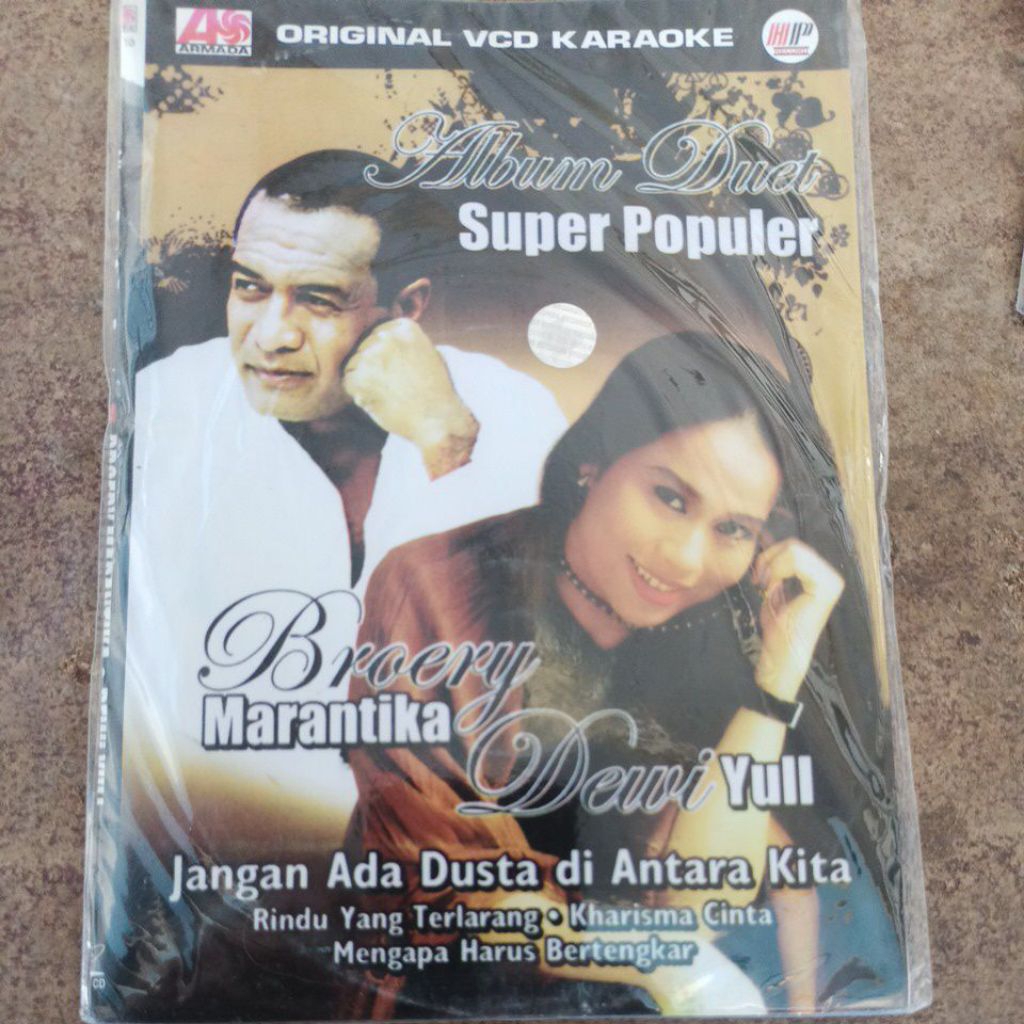 ARMADA
ORIGINAL VCD KARAOKE
Album Duet
Super Populer
Broery
Marantika
Dewi Yull
Jangan Ada Dusta di Antara Kita
Rindu Yang Terlarang • Kharisma Cinta
Mengapa Harus Bertengkar
CD